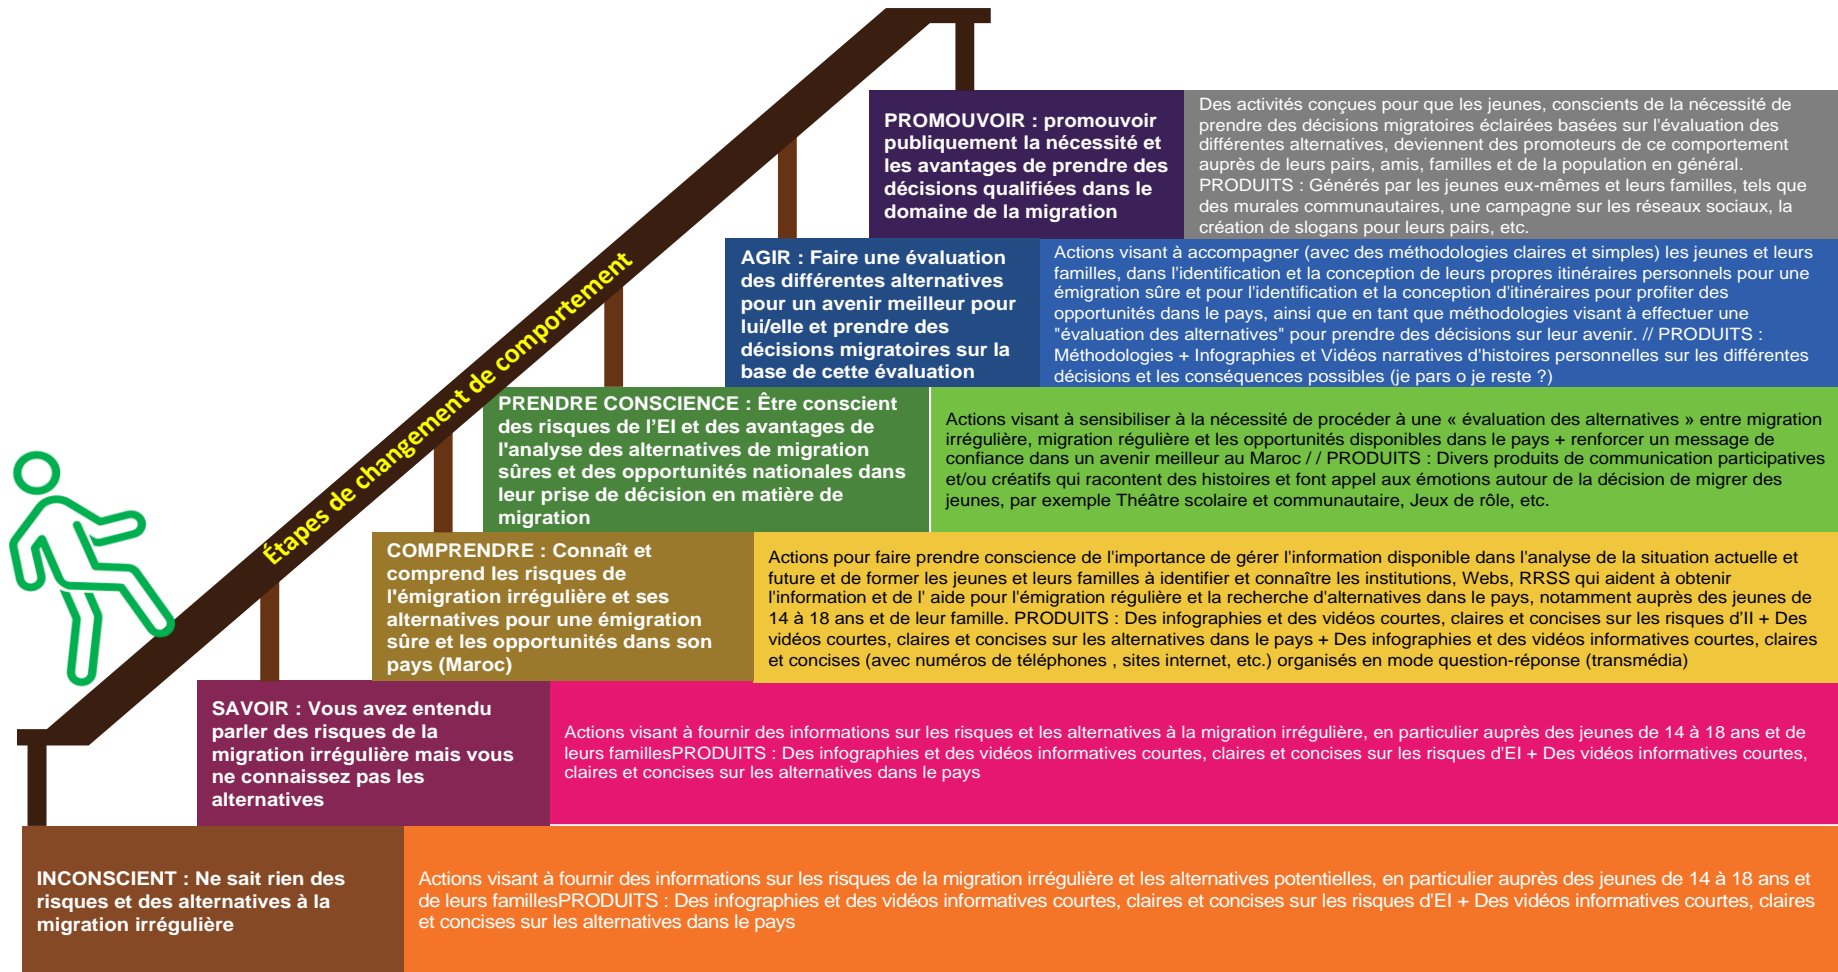 PROMOUVOIR : promouvoir
publiquement la nécessité et
les avantages de prendre des
décisions qualifiées dans le
domaine de la migration
Des activités conçues pour que les jeunes, conscients de la nécessité de
prendre des décisions migratoires éclairées basées sur l'évaluation des
différentes alternatives, deviennent des promoteurs de ce comportement
auprès de leurs pairs, amis, familles et de la population en général.
PRODUITS : Générés par les jeunes eux-mêmes et leurs familles, tels que
des murales communautaires, une campagne sur les réseaux sociaux, la
création de slogans pour leurs pairs, etc.
Étapes de changement de comportement
AGIR : Faire une évaluation
des différentes alternatives
pour un avenir meilleur pour
lui/elle et prendre des
décisions migratoires sur la
base de cette évaluation
Actions visant à accompagner (avec des méthodologies claires et simples) les jeunes et leurs
familles, dans l'identification et la conception de leurs propres itinéraires personnels pour une
émigration sûre et pour l'identification et la conception d'itinéraires pour profiter des
opportunités dans le pays, ainsi que en tant que méthodologies visant à effectuer une
"évaluation des alternatives" pour prendre des décisions sur leur avenir. // PRODUITS :
Méthodologies + Infographies et Vidéos narratives d'histoires personnelles sur les différentes
décisions et les conséquences possibles (je pars o je reste ?)
PRENDRE CONSCIENCE : Être conscient
des risques de l’EI et des avantages de
l'analyse des alternatives de migration
sûres et des opportunités nationales dans
leur prise de décision en matière de
migration
Actions visant à sensibiliser à la nécessité de procéder à une « évaluation des alternatives » entre migration
irrégulière, migration régulière et les opportunités disponibles dans le pays + renforcer un message de
confiance dans un avenir meilleur au Maroc / / PRODUITS : Divers produits de communication participatives
et/ou créatifs qui racontent des histoires et font appel aux émotions autour de la décision de migrer des
jeunes, par exemple Théâtre scolaire et communautaire, Jeux de rôle, etc.
COMPRENDRE : Connaît et
comprend les risques de
l'émigration irrégulière et ses
alternatives pour une émigration
sûre et les opportunités dans son
pays (Maroc)
Actions pour faire prendre conscience de l'importance de gérer l'information disponible dans l'analyse de la situation actuelle et
future et de former les jeunes et leurs familles à identifier et connaître les institutions, Webs, RRSS qui aident à obtenir
l'information et de l' aide pour l'émigration régulière et la recherche d'alternatives dans le pays, notamment auprès des jeunes de
14 à 18 ans et de leur famille. PRODUITS : Des infographies et des vidéos courtes, claires et concises sur les risques d’II + Des
vidéos courtes, claires et concises sur les alternatives dans le pays + Des infographies et des vidéos informatives courtes, claires
et concises (avec numéros de téléphones , sites internet, etc.) organisés en mode question-réponse (transmédia)
SAVOIR : Vous avez entendu
parler des risques de la
migration irrégulière mais vous
ne connaissez pas les
alternatives
Actions visant à fournir des informations sur les risques et les alternatives à la migration irrégulière, en particulier auprès des jeunes de 14 à 18 ans et de
leurs famillesPRODUITS : Des infographies et des vidéos informatives courtes, claires et concises sur les risques d'EI + Des vidéos informatives courtes,
claires et concises sur les alternatives dans le pays
INCONSCIENT : Ne sait rien des
risques et des alternatives à la
migration irrégulière
Actions visant à fournir des informations sur les risques de la migration irrégulière et les alternatives potentielles, en particulier auprès des jeunes de 14 à 18 ans et
de leurs famillesPRODUITS : Des infographies et des vidéos informatives courtes, claires et concises sur les risques d'EI + Des vidéos informatives courtes, claires
et concises sur les alternatives dans le pays